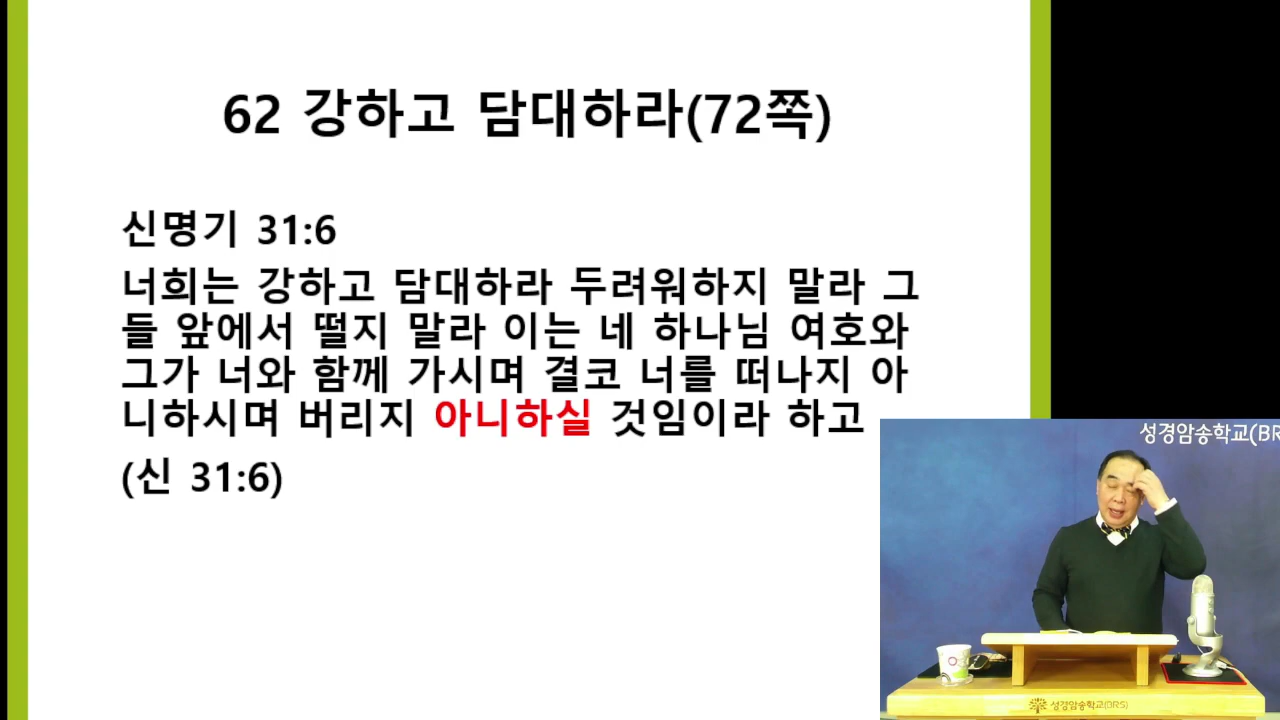 62 강하고 담대하라(72쪽)
신명기 31:6
너희는 강하고 담대하라 두려워하지 말라 그
들 앞에서 떨지 말라 이는 네 하나님 여호와
그가 너와 함께 가시며 결코 너를 떠나지 아
니하시며 버리지 아니하실 것임이라 하고
(신 31:6)
성경암송학교(BR
성경암송학교(BRS)